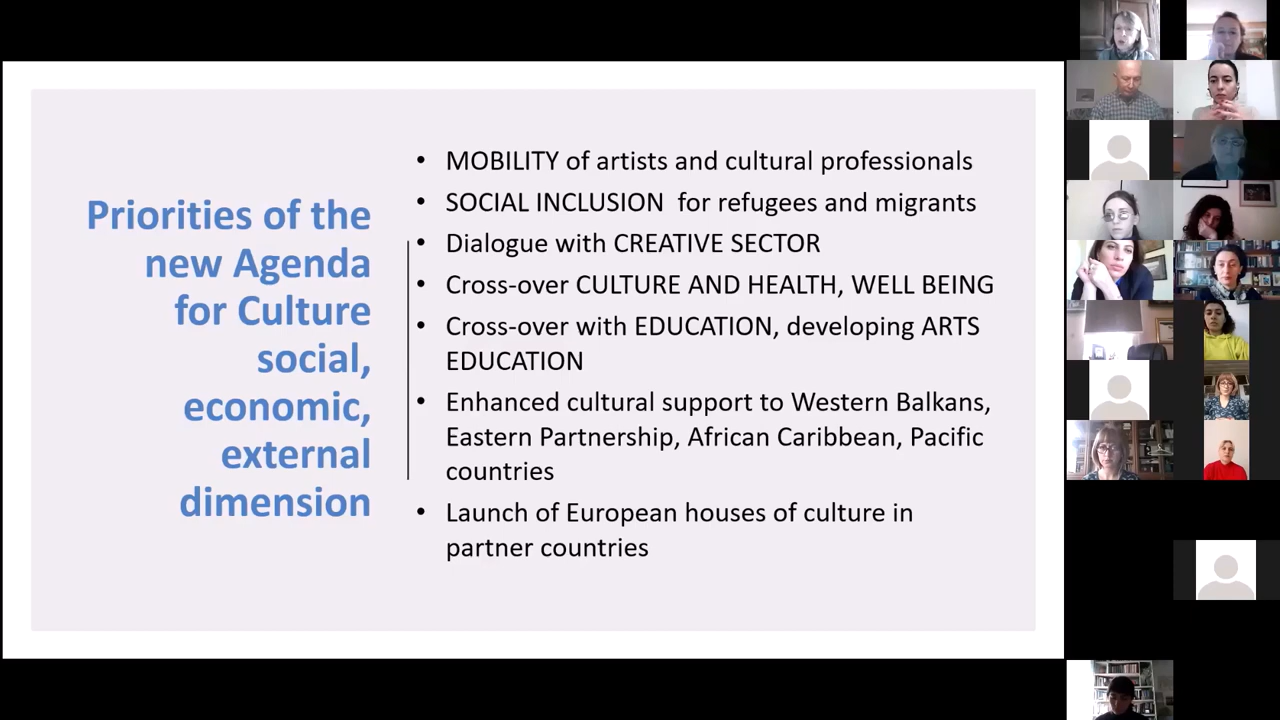 Priorities of the
new Agenda
for Culture
social,
economic,
external
dimension
• MOBILITY of artists and cultural professionals
• SOCIAL INCLUSION  for refugees and migrants
• Dialogue with CREATIVE SECTOR
• Cross-over CULTURE AND HEALTH, WELL BEING
• Cross-over with EDUCATION, developing ARTS
EDUCATION
• Enhanced cultural support to Western Balkans,
Eastern Partnership, African Caribbean, Pacific
countries
• Launch of European houses of culture in
partner countries